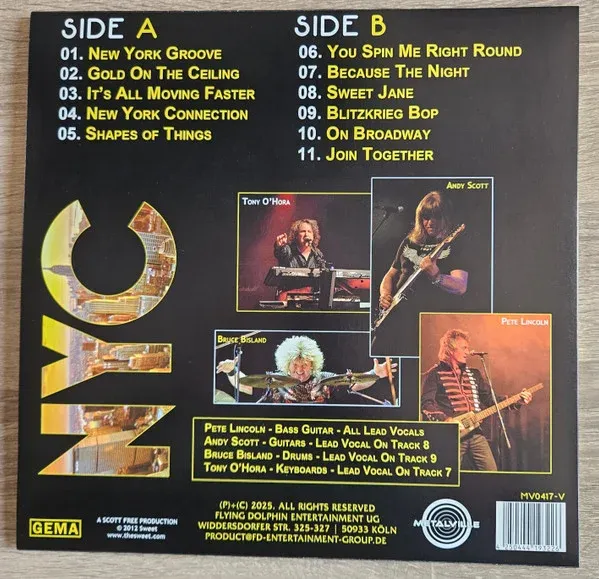 SIDE A
01. New York Groove
02. Gold On The Ceiling
03. It's All Moving Faster
04. New York Connection
05. Shapes of Things
SIDE B
06. You Spin Me Right Round
07. Because The Night
08. Sweet Jane
09. Blitzkrieg Bop
10. On Broadway
11. Join Together
NYC
Tony O'Hora
Andy Scott
Bruce Bisland
Pete Lincoln
Pete Lincoln - Bass Guitar - All Lead Vocals
Andy Scott - Guitars - Lead Vocal On Track 8
Bruce Bisland - Drums - Lead Vocal On Track 9
Tony O'Hora - Keyboards - Lead Vocal On Track 7
GEMA
A SCOTT FREE PRODUCTION
© 2012 Sweet
www.thesweet.com
(P)+(C) 2025. ALL RIGHTS RESERVED
FLYING DOLPHIN ENTERTAINMENT UG
WIDDERSDORFER STR. 325-327 | 50933 KÖLN
PRODUCT@FD-ENTERTAINMENT-GROUP.DE
METALVILLE
MV0417-V